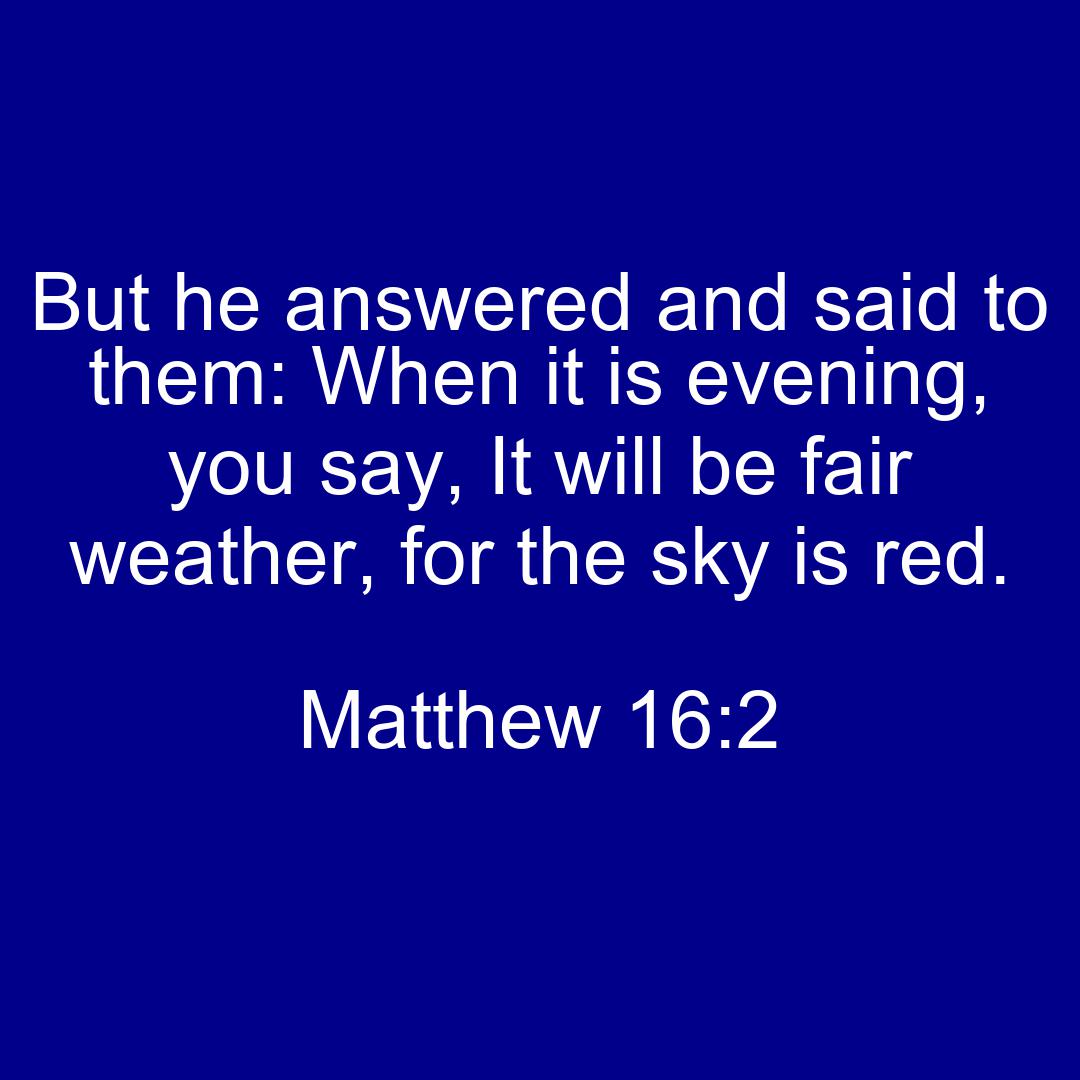 But he answered and said to
them: When it is evening,
you say, It will be fair
weather, for the sky is red.
Matthew 16:2